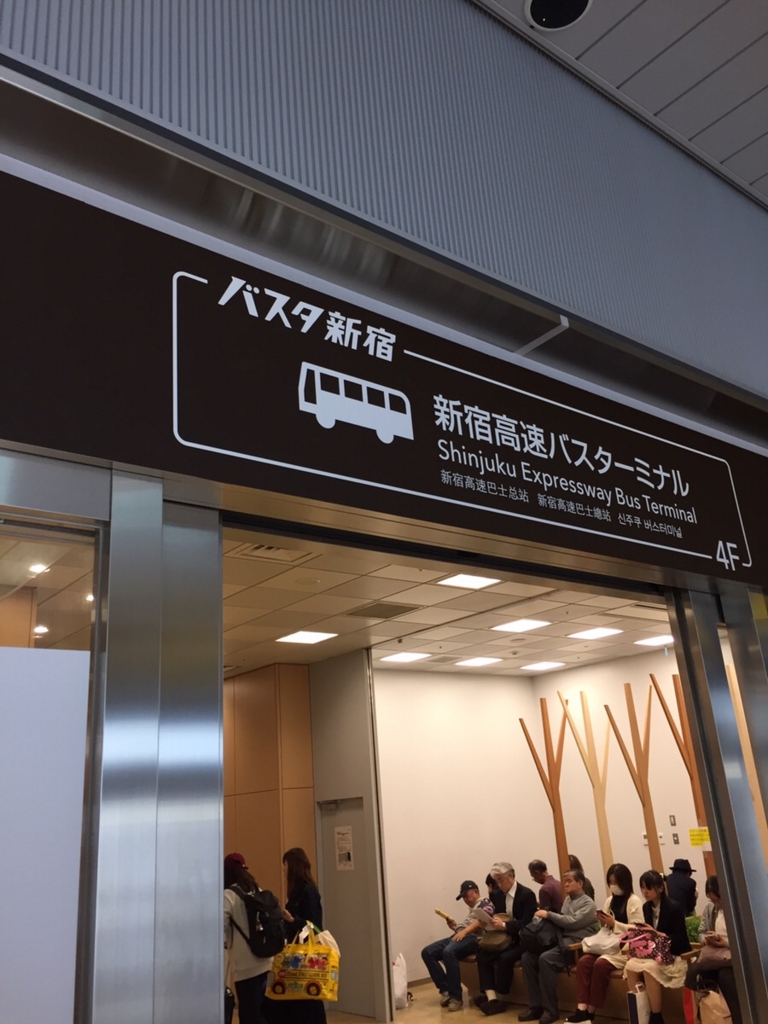 バスタ新宿
新宿高速バスターミナル
Shinjuku Expressway Bus Terminal
新宿高速巴士总站 新宿高速巴士總站 신주쿠 버스터미널
4F